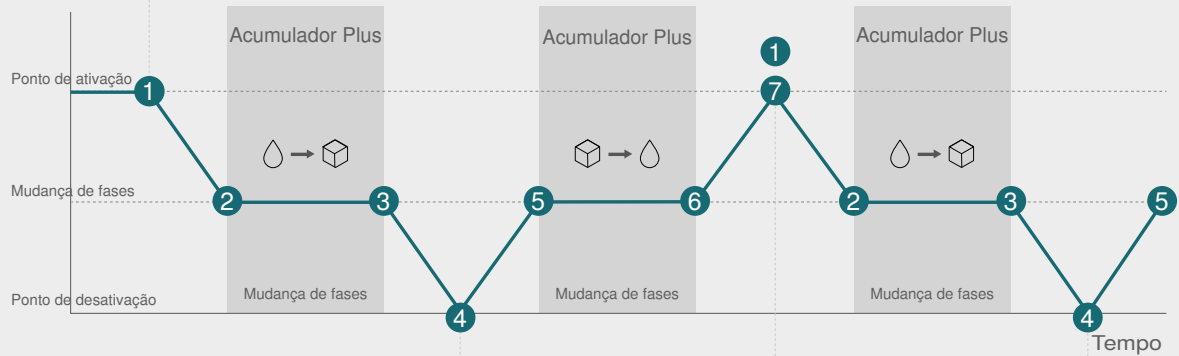 Acumulador Plus
Acumulador Plus
Acumulador Plus
1
Ponto de ativação
1
7
Mudança de fases
2
3
5
6
2
3
5
Ponto de desativação
Mudança de fases
Mudança de fases
Mudança de fases
4
4
Tempo